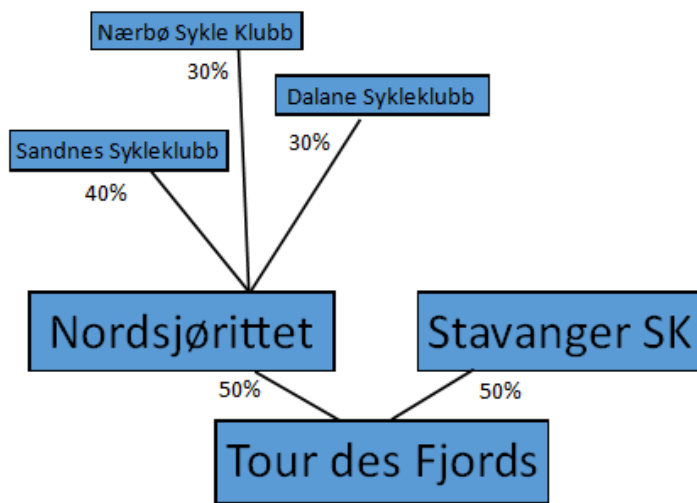 Nærbø Sykle Klubb
30%
Dalane Sykleklubb
30%
Sandnes Sykleklubb
40%
Nordsjørittet
Stavanger SK
50%
50%
Tour des Fjords